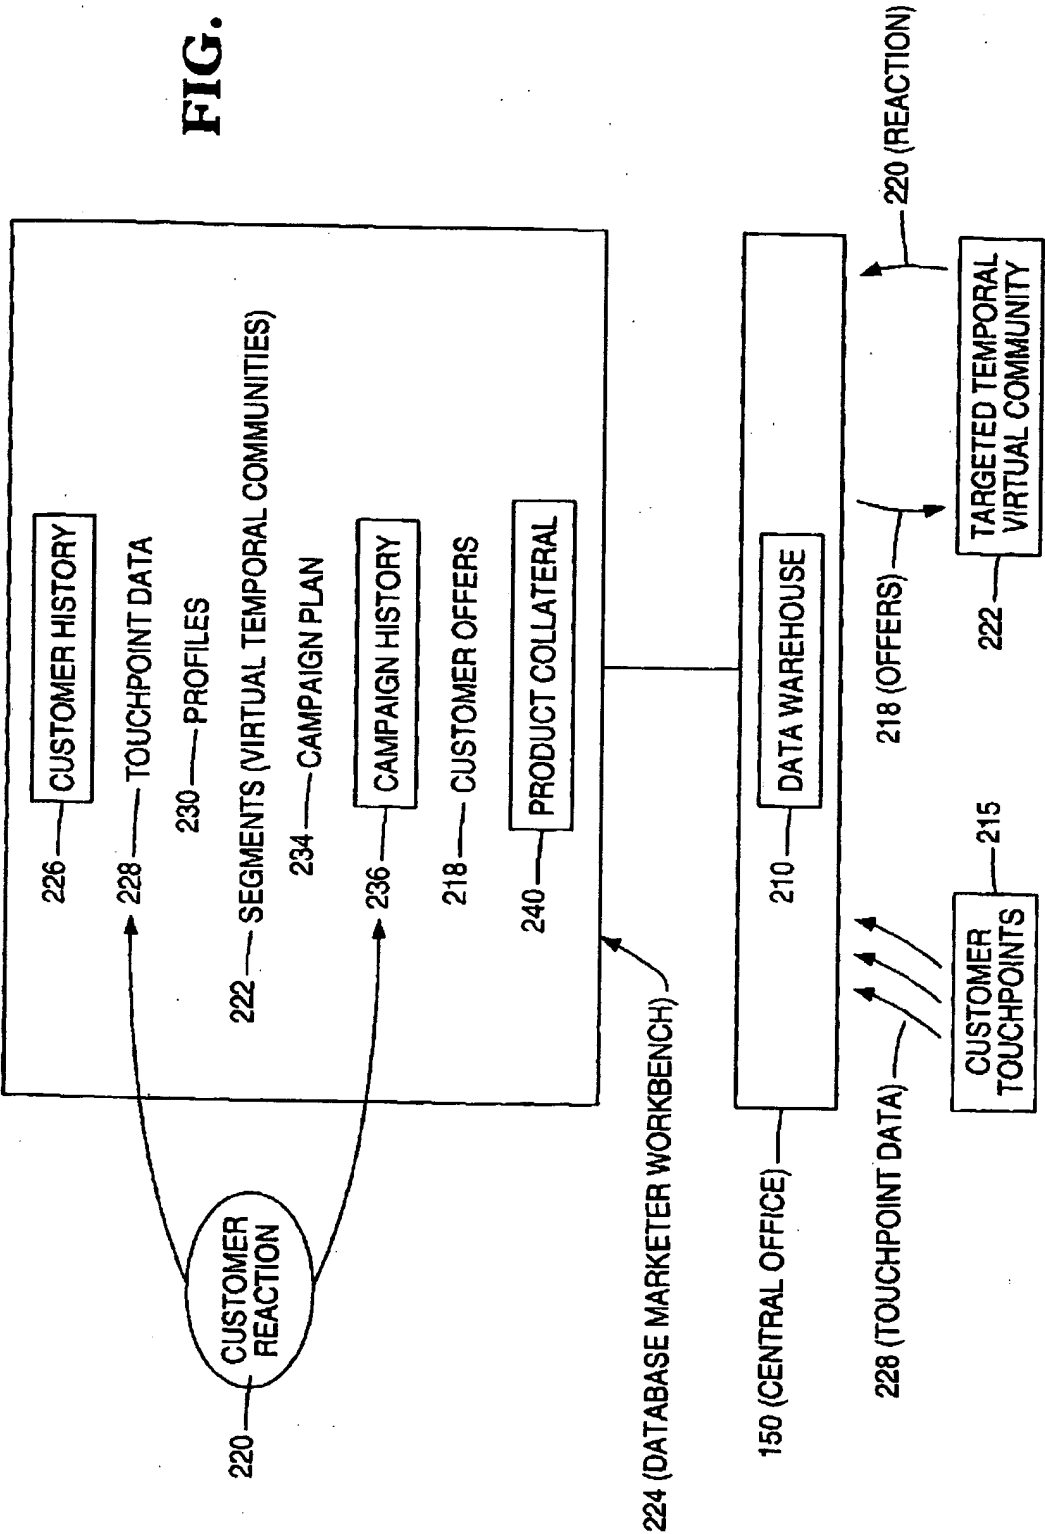 FIG.
226
CUSTOMER HISTORY
228
TOUCHPOINT DATA
230
PROFILES
222
SEGMENTS (VIRTUAL TEMPORAL COMMUNITIES)
234
CAMPAIGN PLAN
236
CAMPAIGN HISTORY
218
CUSTOMER OFFERS
240
PRODUCT COLLATERAL
CUSTOMER
REACTION
220
224 (DATABASE MARKETER WORKBENCH)
210
DATA WAREHOUSE
150 (CENTRAL OFFICE)
228 (TOUCHPOINT DATA)
218 (OFFERS)
220 (REACTION)
CUSTOMER
TOUCHPOINTS
215
222
TARGETED TEMPORAL
VIRTUAL COMMUNITY